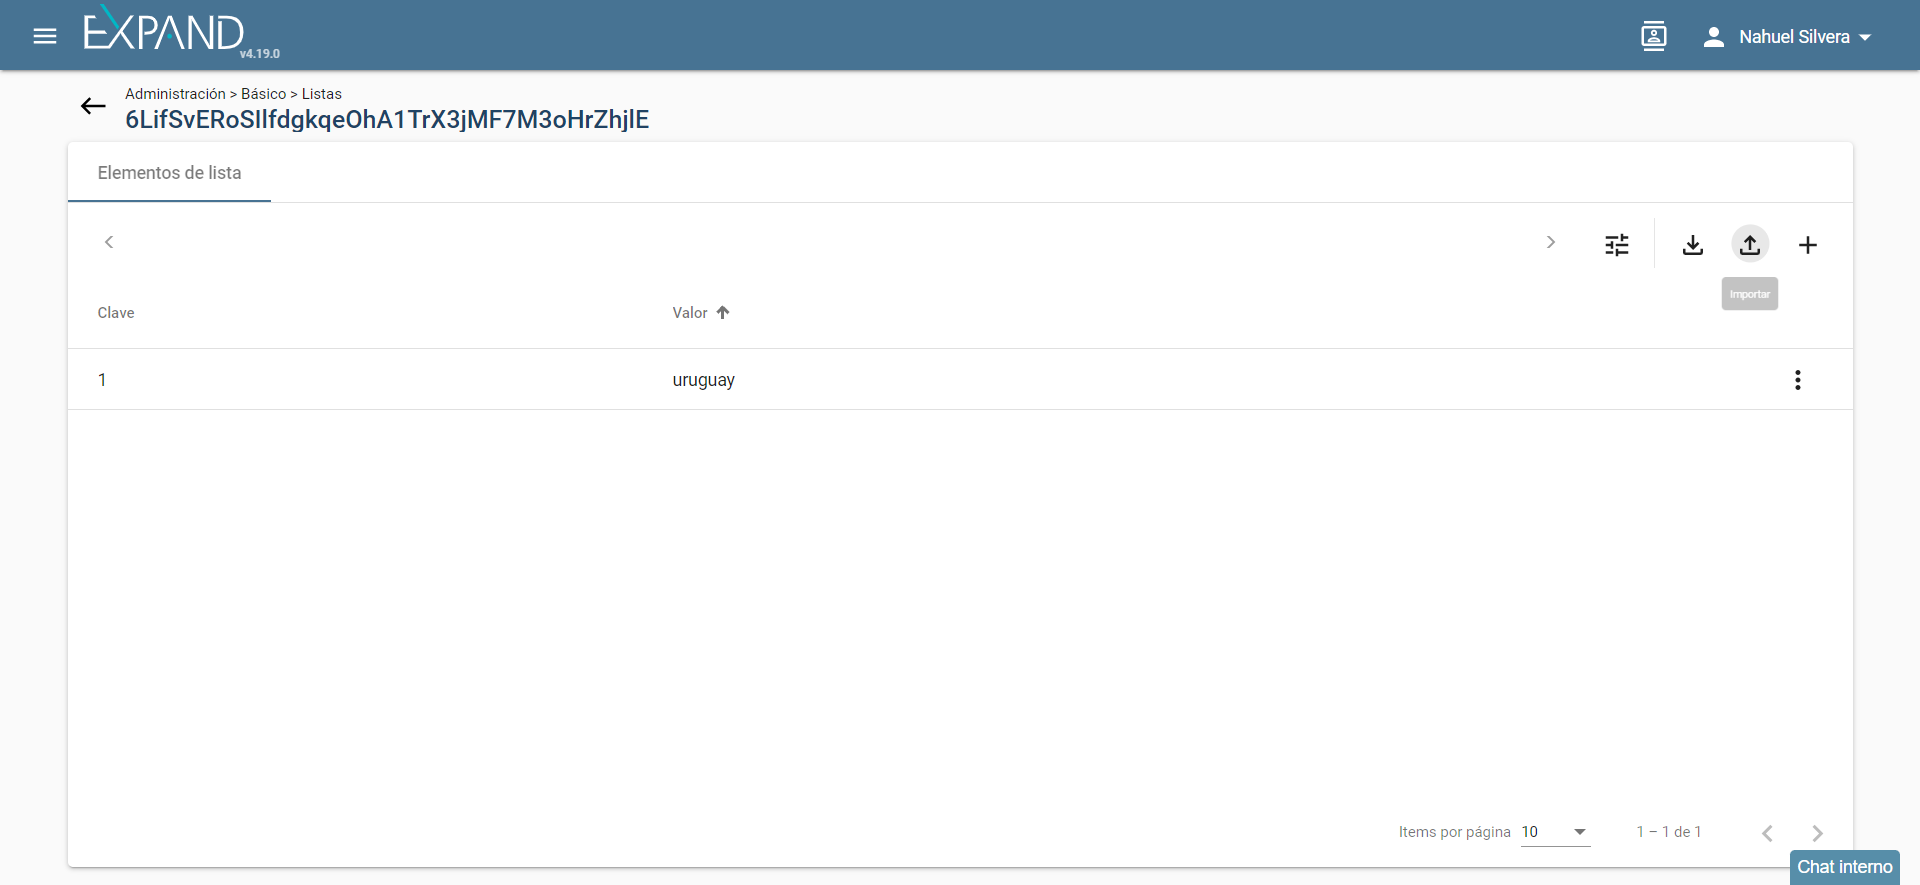 EXPAND
v4.19.0
Nahuel Silvera
Administración > Básico > Listas
6LifSvERoSIlfdgkqeOhA1TrX3jMF7M3oHrZhjlE
Elementos de lista
Importar
Clave Valor
1 uruguay
Items por página 10 1 – 1 de 1
Chat interno